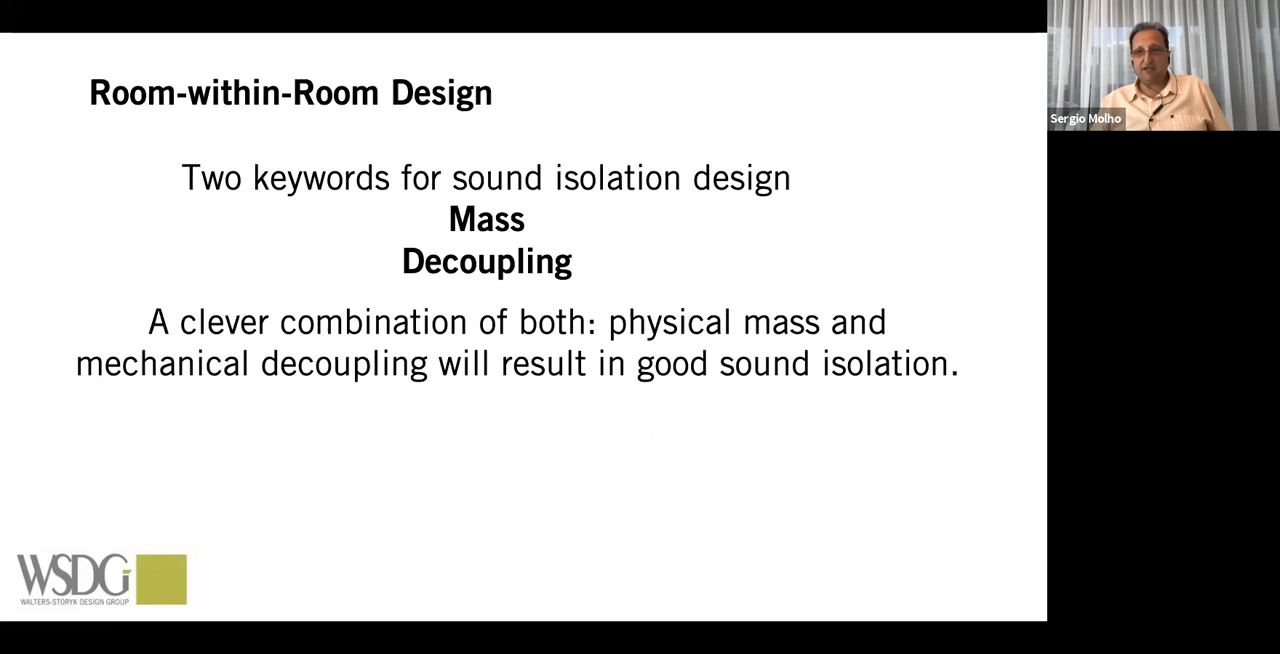 Room-within-Room Design
Two keywords for sound isolation design
Mass
Decoupling
A clever combination of both: physical mass and
mechanical decoupling will result in good sound isolation.
WSDG
WALTERS-STORYK DESIGN GROUP
Sergio Molho